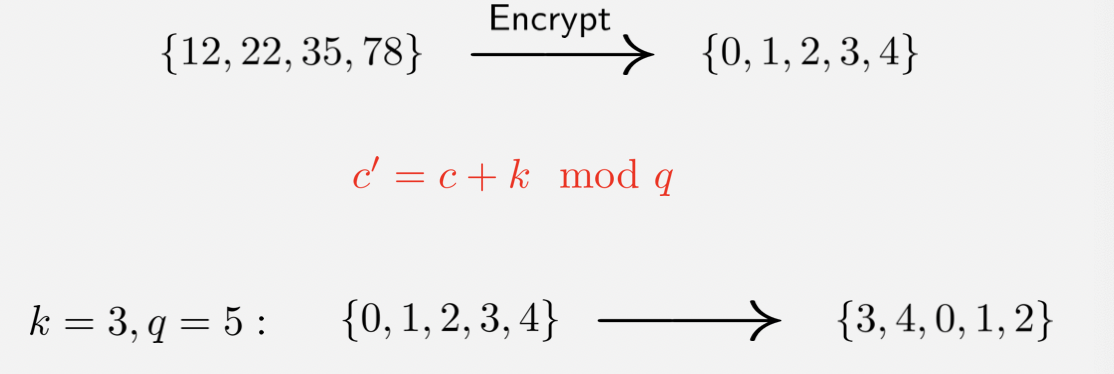 Encrypt
{12, 22, 35, 78} ⟶ {0, 1, 2, 3, 4}
c′ = c + k mod q
k = 3, q = 5 : {0, 1, 2, 3, 4} ⟶ {3, 4, 0, 1, 2}